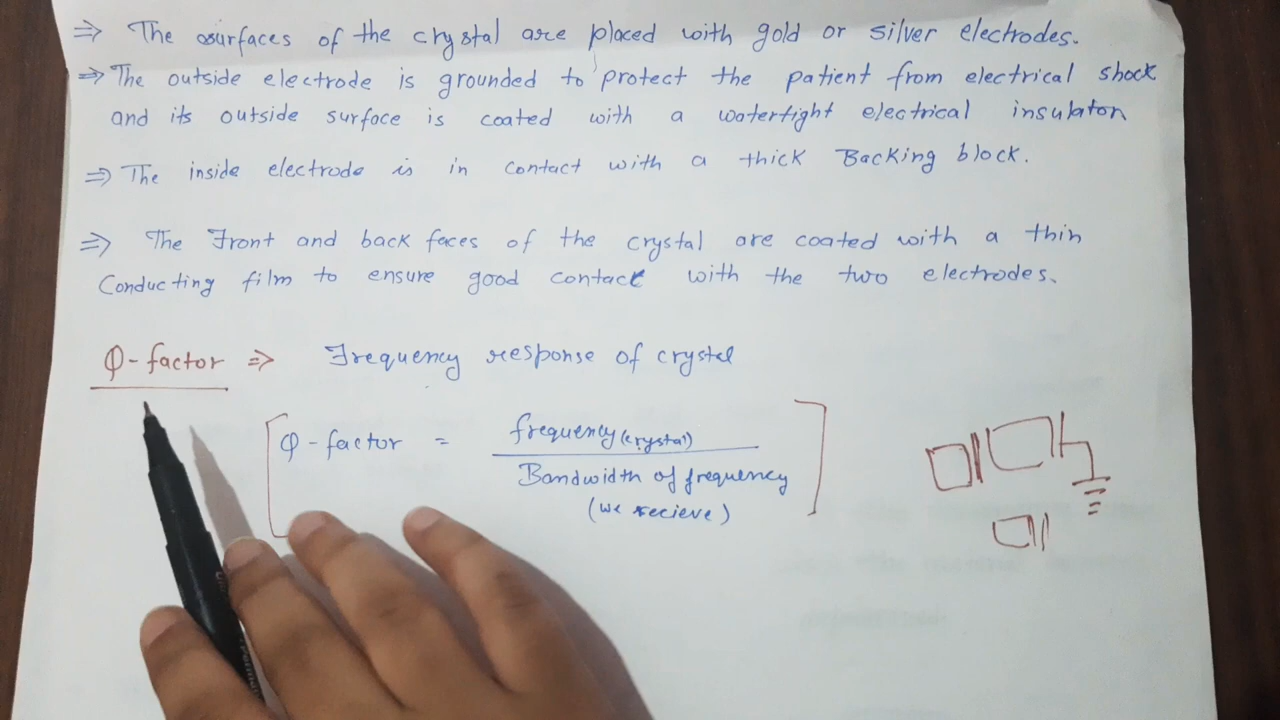 ⇒ The surfaces of the crystal are placed with gold or silver electrodes.
⇒ The outside electrode is grounded to protect the patient from electrical shock
and its outside surface is coated with a watertight electrical insulator
⇒ The inside electrode is in contact with a thick Backing block.
⇒ The Front and back faces of the crystal are coated with a thin
Conducting film to ensure good contact with the two electrodes.
Q-factor ⇒ Frequency response of crystal
Q-factor = frequency(crystal)
Bandwidth of frequency
(we recieve)